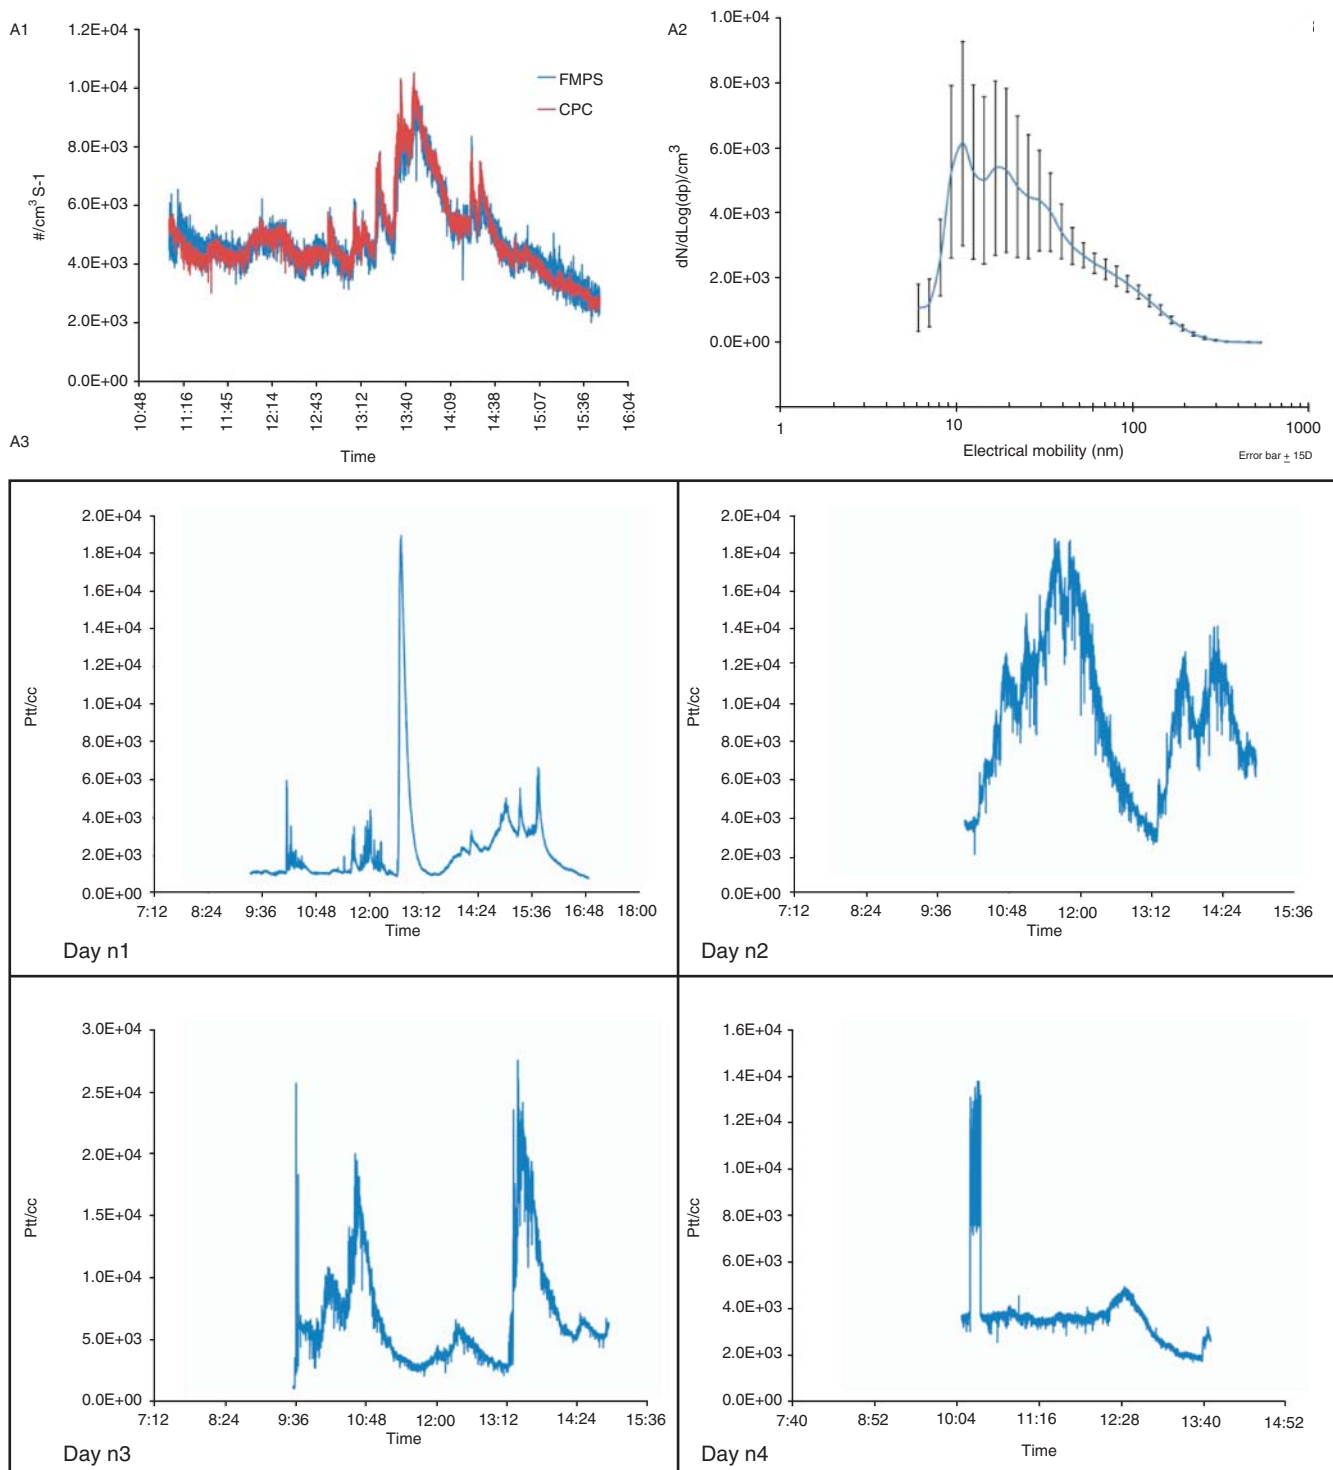 A1
1.2E+04
1.0E+04
8.0E+03
6.0E+03
4.0E+03
2.0E+03
0.0E+00
#/cm³ S-1
FMPS
CPC
10:48
11:16
11:45
12:14
12:43
13:12
13:40
14:09
14:38
15:07
15:36
16:04
Time
A2
1.0E+04
8.0E+03
6.0E+03
4.0E+03
2.0E+03
0.0E+00
dN/dLog(dp)/cm³
1 10 100 1000
Electrical mobility (nm)
Error bar ± 15D
A3
2.0E+04
1.8E+04
1.6E+04
1.4E+04
1.2E+04
1.0E+04
8.0E+03
6.0E+03
4.0E+03
2.0E+03
0.0E+00
Ptt/cc
7:12 8:24 9:36 10:48 12:00 13:12 14:24 15:36 16:48 18:00
Time
Day n1
2.0E+04
1.8E+04
1.6E+04
1.4E+04
1.2E+04
1.0E+04
8.0E+03
6.0E+03
4.0E+03
2.0E+03
0.0E+00
Ptt/cc
7:12 8:24 9:36 10:48 12:00 13:12 14:24 15:36
Time
Day n2
3.0E+04
2.5E+04
2.0E+04
1.5E+04
1.0E+04
5.0E+03
0.0E+00
Ptt/cc
7:12 8:24 9:36 10:48 12:00 13:12 14:24 15:36
Time
Day n3
1.6E+04
1.4E+04
1.2E+04
1.0E+04
8.0E+03
6.0E+03
4.0E+03
2.0E+03
0.0E+00
Ptt/cc
7:40 8:52 10:04 11:16 12:28 13:40 14:52
Time
Day n4